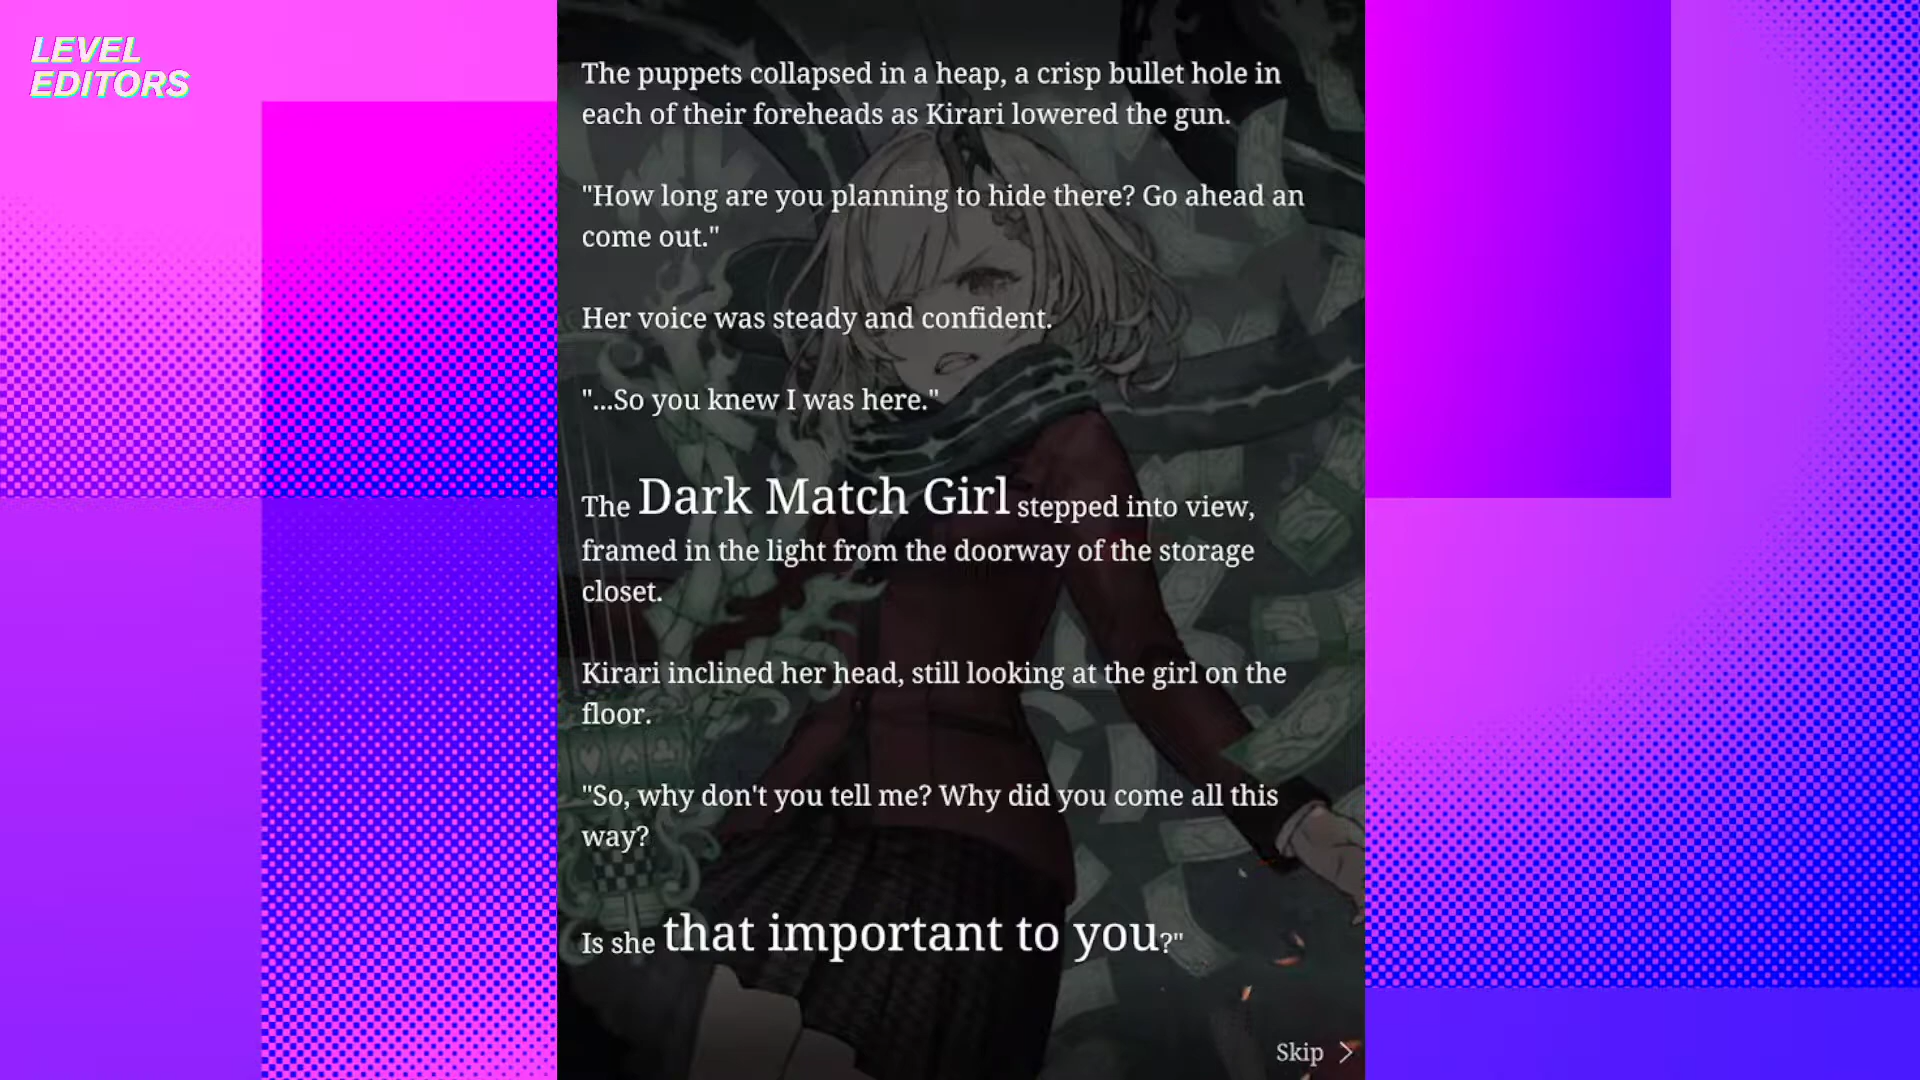 LEVEL
EDITORS
The puppets collapsed in a heap, a crisp bullet hole in
each of their foreheads as Kirari lowered the gun.
"How long are you planning to hide there? Go ahead an
come out."
Her voice was steady and confident.
"...So you knew I was here."
The Dark Match Girl stepped into view,
framed in the light from the doorway of the storage
closet.
Kirari inclined her head, still looking at the girl on the
floor.
"So, why don't you tell me? Why did you come all this
way?
Is she that important to you?"
Skip